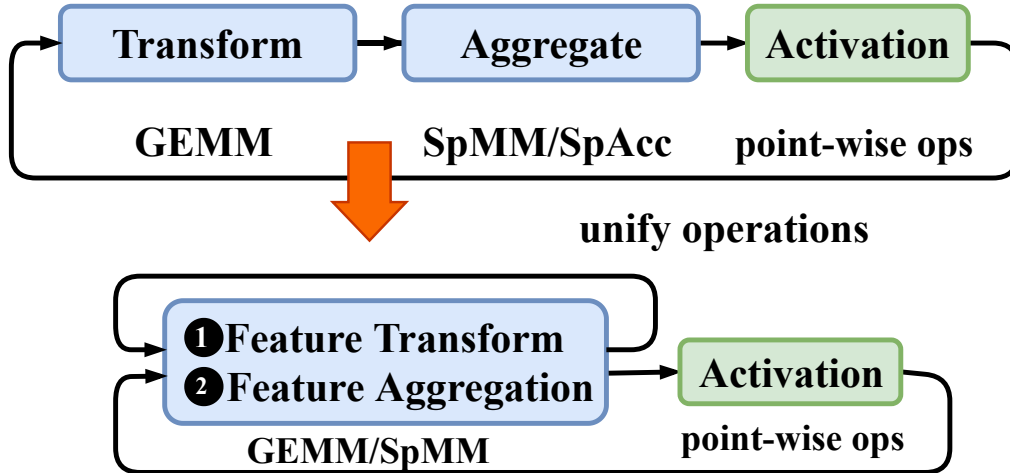 Transform Aggregate Activation
GEMM SpMM/SpAcc point-wise ops
unify operations
❶Feature Transform
❷Feature Aggregation
Activation
GEMM/SpMM
point-wise ops